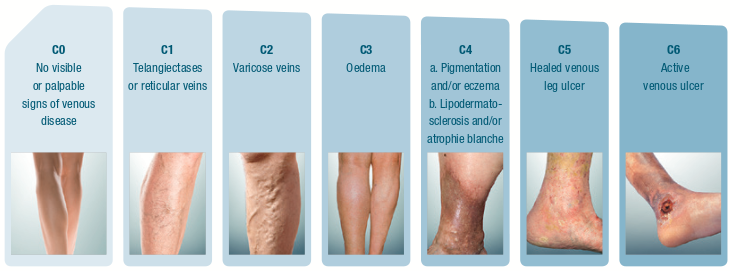 C0
No visible
or palpable
signs of venous
disease
C1
Telangiectases
or reticular veins
C2
Varicose veins
C3
Oedema
C4
a. Pigmentation
and/or eczema
b. Lipodermato-
sclerosis and/or
atrophie blanche
C5
Healed venous
leg ulcer
C6
Active
venous ulcer